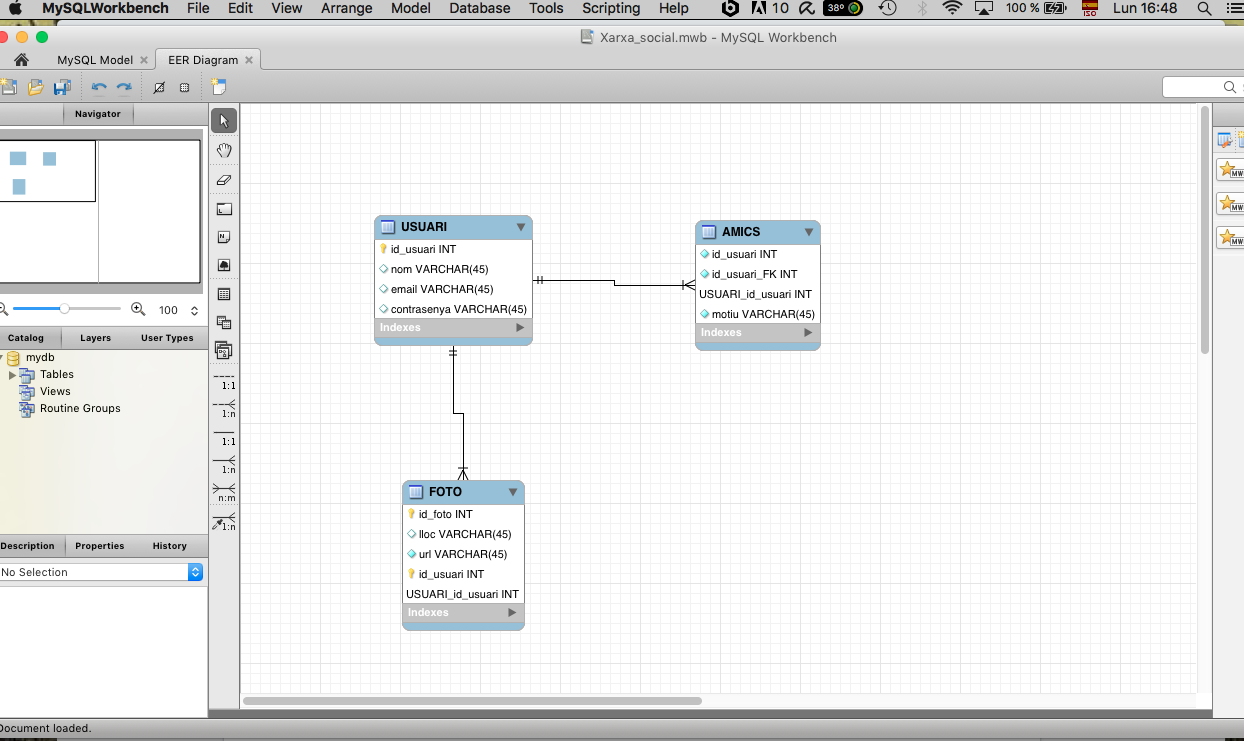 MySQLWorkbench File Edit View Arrange Model Database Tools Scripting Help 10 38° 100 % ISO Lun 16:48
Xarxa_social.mwb - MySQL Workbench
MySQL Model EER Diagram
Navigator
100
Catalog Layers User Types
mydb
Tables
Views
Routine Groups
Description Properties History
No Selection
1:1
1:n
1:1
1:n
n:m
1:n
USUARI
id_usuari INT
nom VARCHAR(45)
email VARCHAR(45)
contrasenya VARCHAR(45)
Indexes
AMICS
id_usuari INT
id_usuari_FK INT
USUARI_id_usuari INT
motiu VARCHAR(45)
Indexes
FOTO
id_foto INT
lloc VARCHAR(45)
url VARCHAR(45)
id_usuari INT
USUARI_id_usuari INT
Indexes
MW
MW
MW
Document loaded.